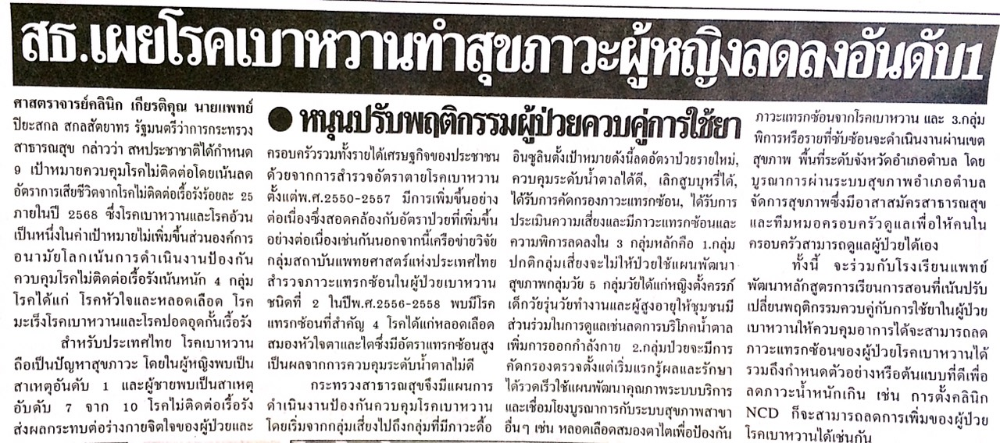 สธ.เผยโรคเบาหวานทำสุขภาวะผู้หญิงลดลงอันดับ1
● หนุนปรับพฤติกรรมผู้ป่วยควบคู่การใช้ยา
ศาสตราจารย์คลินิก เกียรติคุณ นายแพทย์
ปิยะสกล สกลสัตยาทร รัฐมนตรีว่าการกระทรวง
สาธารณสุข กล่าวว่า สหประชาชาติได้กำหนด
9 เป้าหมายควบคุมโรคไม่ติดต่อโดยเน้นลด
อัตราการเสียชีวิตจากโรคไม่ติดต่อเรื้อรังร้อยละ 25
ภายในปี 2568 ซึ่งโรคเบาหวานและโรคอ้วน
เป็นหนึ่งในค่าเป้าหมายไม่เพิ่มขึ้นส่วนองค์การ
อนามัยโลกเน้นการดำเนินงานป้องกัน
ควบคุมโรคไม่ติดต่อเรื้อรังเน้นหนัก 4 กลุ่ม
โรคได้แก่ โรคหัวใจและหลอดเลือด โรค
มะเร็งโรคเบาหวานและโรคปอดอุดกั้นเรื้อรัง
สำหรับประเทศไทย โรคเบาหวาน
ถือเป็นปัญหาสุขภาวะ โดยในผู้หญิงพบเป็น
สาเหตุอันดับ 1 และผู้ชายพบเป็นสาเหตุ
อับดับ 7 จาก 10 โรคไม่ติดต่อเรื้อรัง
ส่งผลกระทบต่อร่างกายจิตใจของผู้ป่วยและ
ครอบครัวรวมทั้งรายได้เศรษฐกิจของประชาชน
ด้วยจากการสำรวจอัตราตายโรคเบาหวาน
ตั้งแต่พ.ศ.2550-2557 มีการเพิ่มขึ้นอย่าง
ต่อเนื่องซึ่งสอดคล้องกับอัตราป่วยที่เพิ่มขึ้น
อย่างต่อเนื่องเช่นกันนอกจากนี้เครือข่ายวิจัย
กลุ่มสถาบันแพทยศาสตร์แห่งประเทศไทย
สำรวจภาวะแทรกซ้อนในผู้ป่วยเบาหวาน
ชนิดที่ 2 ในปีพ.ศ.2556-2558 พบมีโรค
แทรกซ้อนที่สำคัญ 4 โรคได้แก่หลอดเลือด
สมองหัวใจตาและไตซึ่งมีอัตราแทรกซ้อนสูง
เป็นผลจากการควบคุมระดับน้ำตาลไม่ดี
กระทรวงสาธารณสุขจึงมีแผนการ
ดำเนินงานป้องกันควบคุมโรคเบาหวาน
โดยเริ่มจากกลุ่มเสี่ยงไปถึงกลุ่มที่มีภาวะดื้อ
อินซูลินตั้งเป้าหมายดังนี้ลดอัตราป่วยรายใหม่,
ควบคุมระดับน้ำตาลได้ดี, เลิกสูบบุหรี่ได้,
ได้รับการคัดกรองภาวะแทรกซ้อน, ได้รับการ
ประเมินความเสี่ยงและมีภาวะแทรกซ้อนและ
ความพิการลดลงใน 3 กลุ่มหลักคือ 1.กลุ่ม
ปกติกลุ่มเสี่ยงจะไม่ให้ป่วยใช้แผนพัฒนา
สุขภาพกลุ่มวัย 5 กลุ่มวัยได้แก่หญิงตั้งครรภ์
เด็กวัยรุ่นวัยทำงานและผู้สูงอายุให้ชุมชนมี
ส่วนร่วมในการดูแลเช่นลดการบริโภคน้ำตาล
เพิ่มการออกกำลังกาย 2.กลุ่มป่วยจะมีการ
คัดกรองตรวจตั้งแต่เริ่มแรกรู้ผลและรักษา
ได้รวดเร็วใช้แผนพัฒนาคุณภาพระบบบริการ
และเชื่อมโยงบูรณาการกับระบบสุขภาพสาขา
อื่นๆ เช่น หลอดเลือดสมองตาไตเพื่อป้องกัน
ภาวะแทรกซ้อนจากโรคเบาหวาน และ 3.กลุ่ม
พิการหรือรายที่ซับซ้อนจะดำเนินงานผ่านเขต
สุขภาพ พื้นที่ระดับจังหวัดอำเภอตำบล โดย
บูรณาการผ่านระบบสุขภาพอำเภอตำบล
จัดการสุขภาพซึ่งมีอาสาสมัครสาธารณสุข
และทีมหมอครอบครัวดูแลเพื่อให้คนใน
ครอบครัวสามารถดูแลผู้ป่วยได้เอง
ทั้งนี้ จะร่วมกับโรงเรียนแพทย์
พัฒนาหลักสูตรการเรียนการสอนที่เน้นปรับ
เปลี่ยนพฤติกรรมควบคู่กับการใช้ยาในผู้ป่วย
เบาหวานให้ควบคุมอาการได้จะสามารถลด
ภาวะแทรกซ้อนของผู้ป่วยโรคเบาหวานได้
รวมถึงกำหนดตัวอย่างหรือต้นแบบที่ดีเพื่อ
ลดภาวะน้ำหนักเกิน เช่น การตั้งคลินิก
NCD ก็จะสามารถลดการเพิ่มของผู้ป่วย
โรคเบาหวานได้เช่นกัน